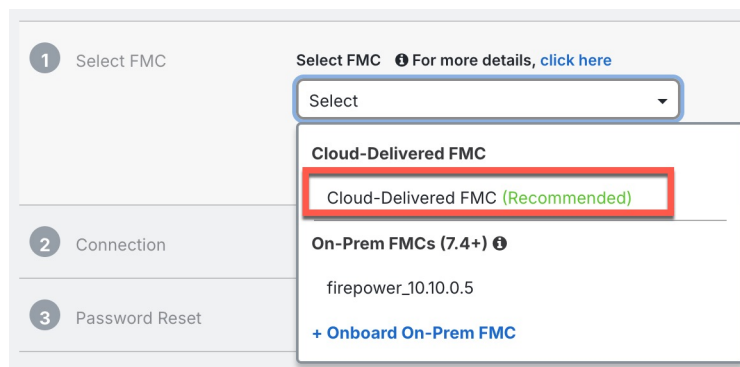 1 Select FMC
Select FMC i For more details, click here
Select
Cloud-Delivered FMC
Cloud-Delivered FMC (Recommended)
2 Connection
On-Prem FMCs (7.4+) i
firepower_10.10.0.5
3 Password Reset
+ Onboard On-Prem FMC